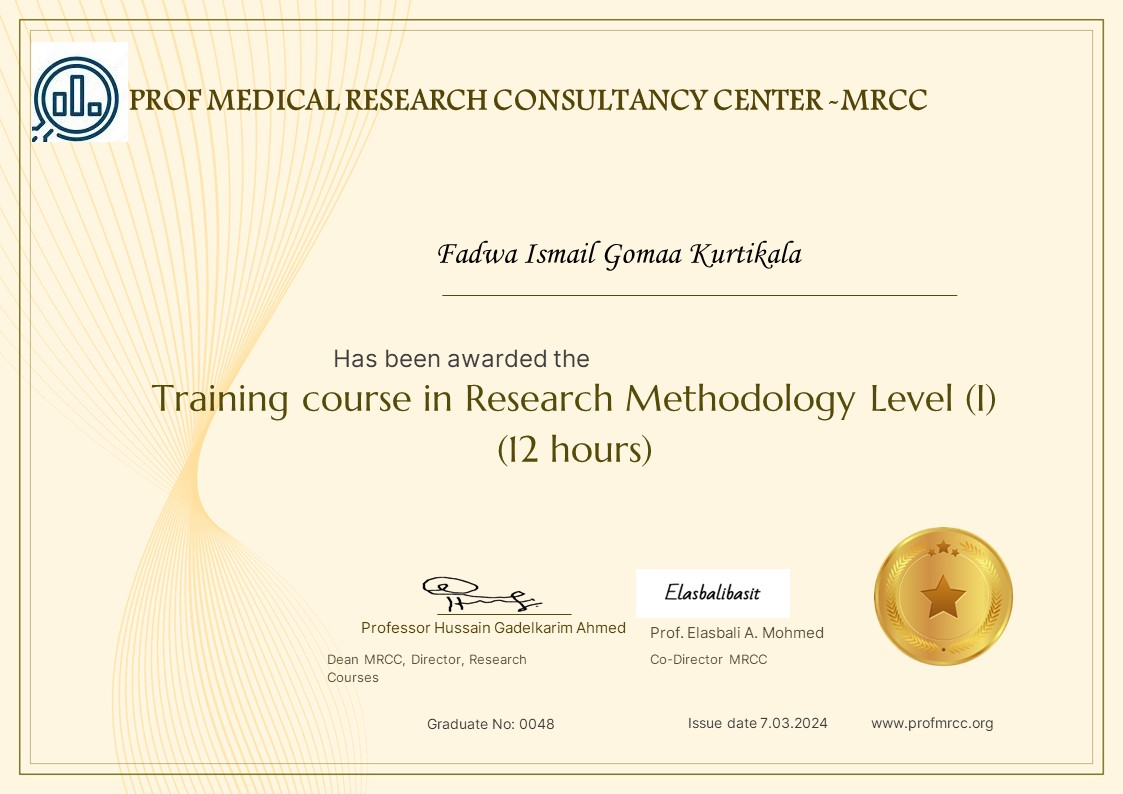 PROF MEDICAL RESEARCH CONSULTANCY CENTER ~MRCC
Fadwa Ismail Gomaa Kurtikala
Has been awarded the
Training course in Research Methodology Level (I)
(12 hours)
Elasbalibasit
Professor Hussain Gadelkarim Ahmed
Prof. Elasbali A. Mohmed
Dean MRCC, Director, Research
Courses
Co-Director MRCC
Graduate No: 0048
Issue date 7.03.2024
www.profmrcc.org